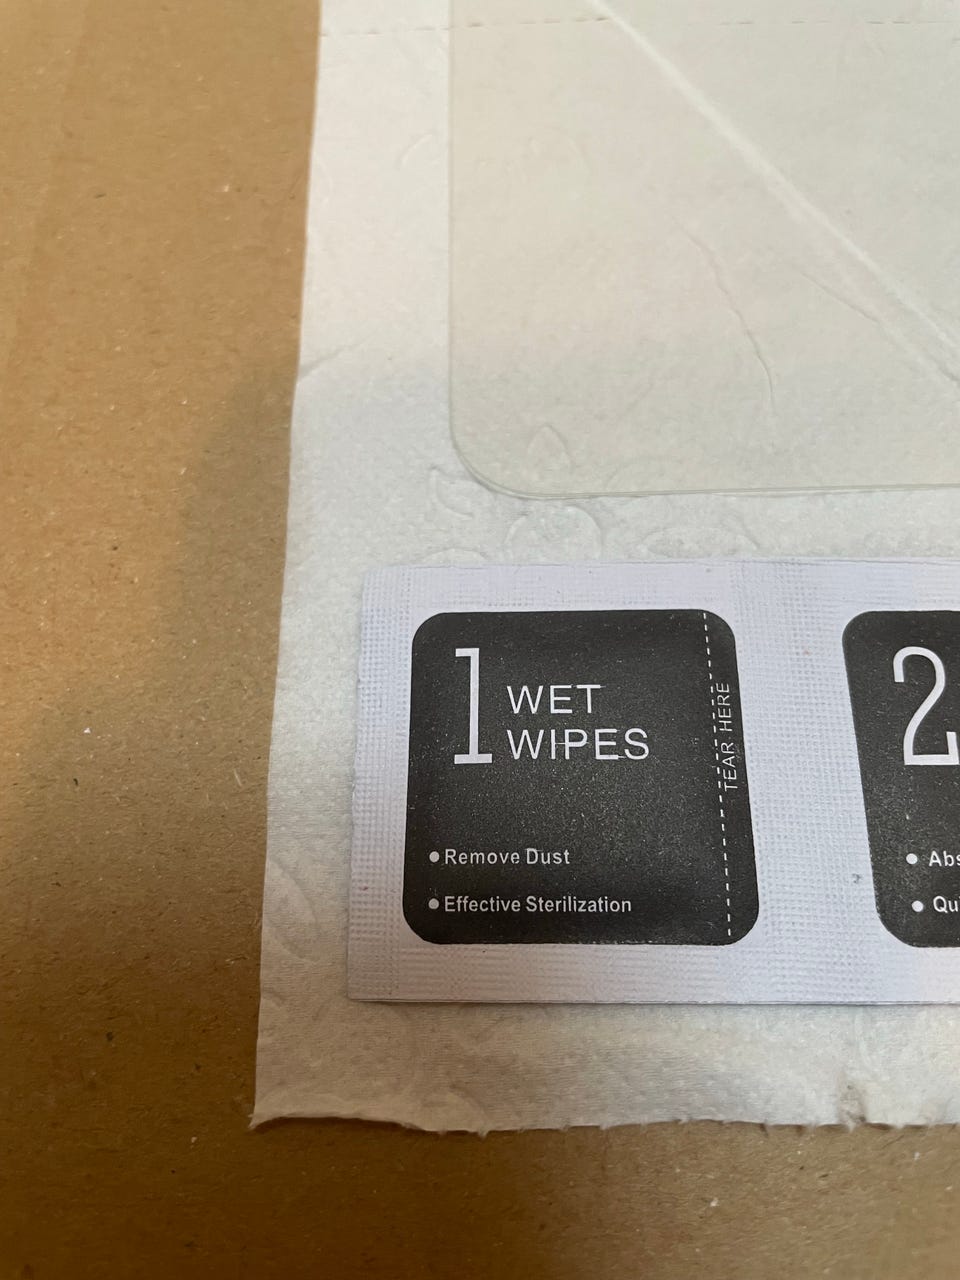 1 WET
WIPES
TEAR HERE
● Remove Dust
● Effective Sterilization
2